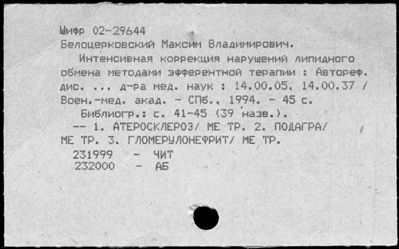 Шифр 02-29644
Белоцерковский Максим Владимирович.
Интенсивная коррекция нарушений липидного
обмена методами эфферентной терапии : Автореф.
дис. ... д-ра мед. наук : 14.00.05, 14.00.37 /
Воен.-мед. акад. - СПб., 1994. - 45 с.
Библиогр.: с. 41-45 (39 назв.).
-- 1. АТЕРОСКЛЕРОЗ/ МЕ ТР. 2. ПОДАГРА/
МЕ ТР. 3. ГЛОМЕРУЛОНЕФРИТ/ МЕ ТР.
231999 - ЧИТ
232000 - АБ